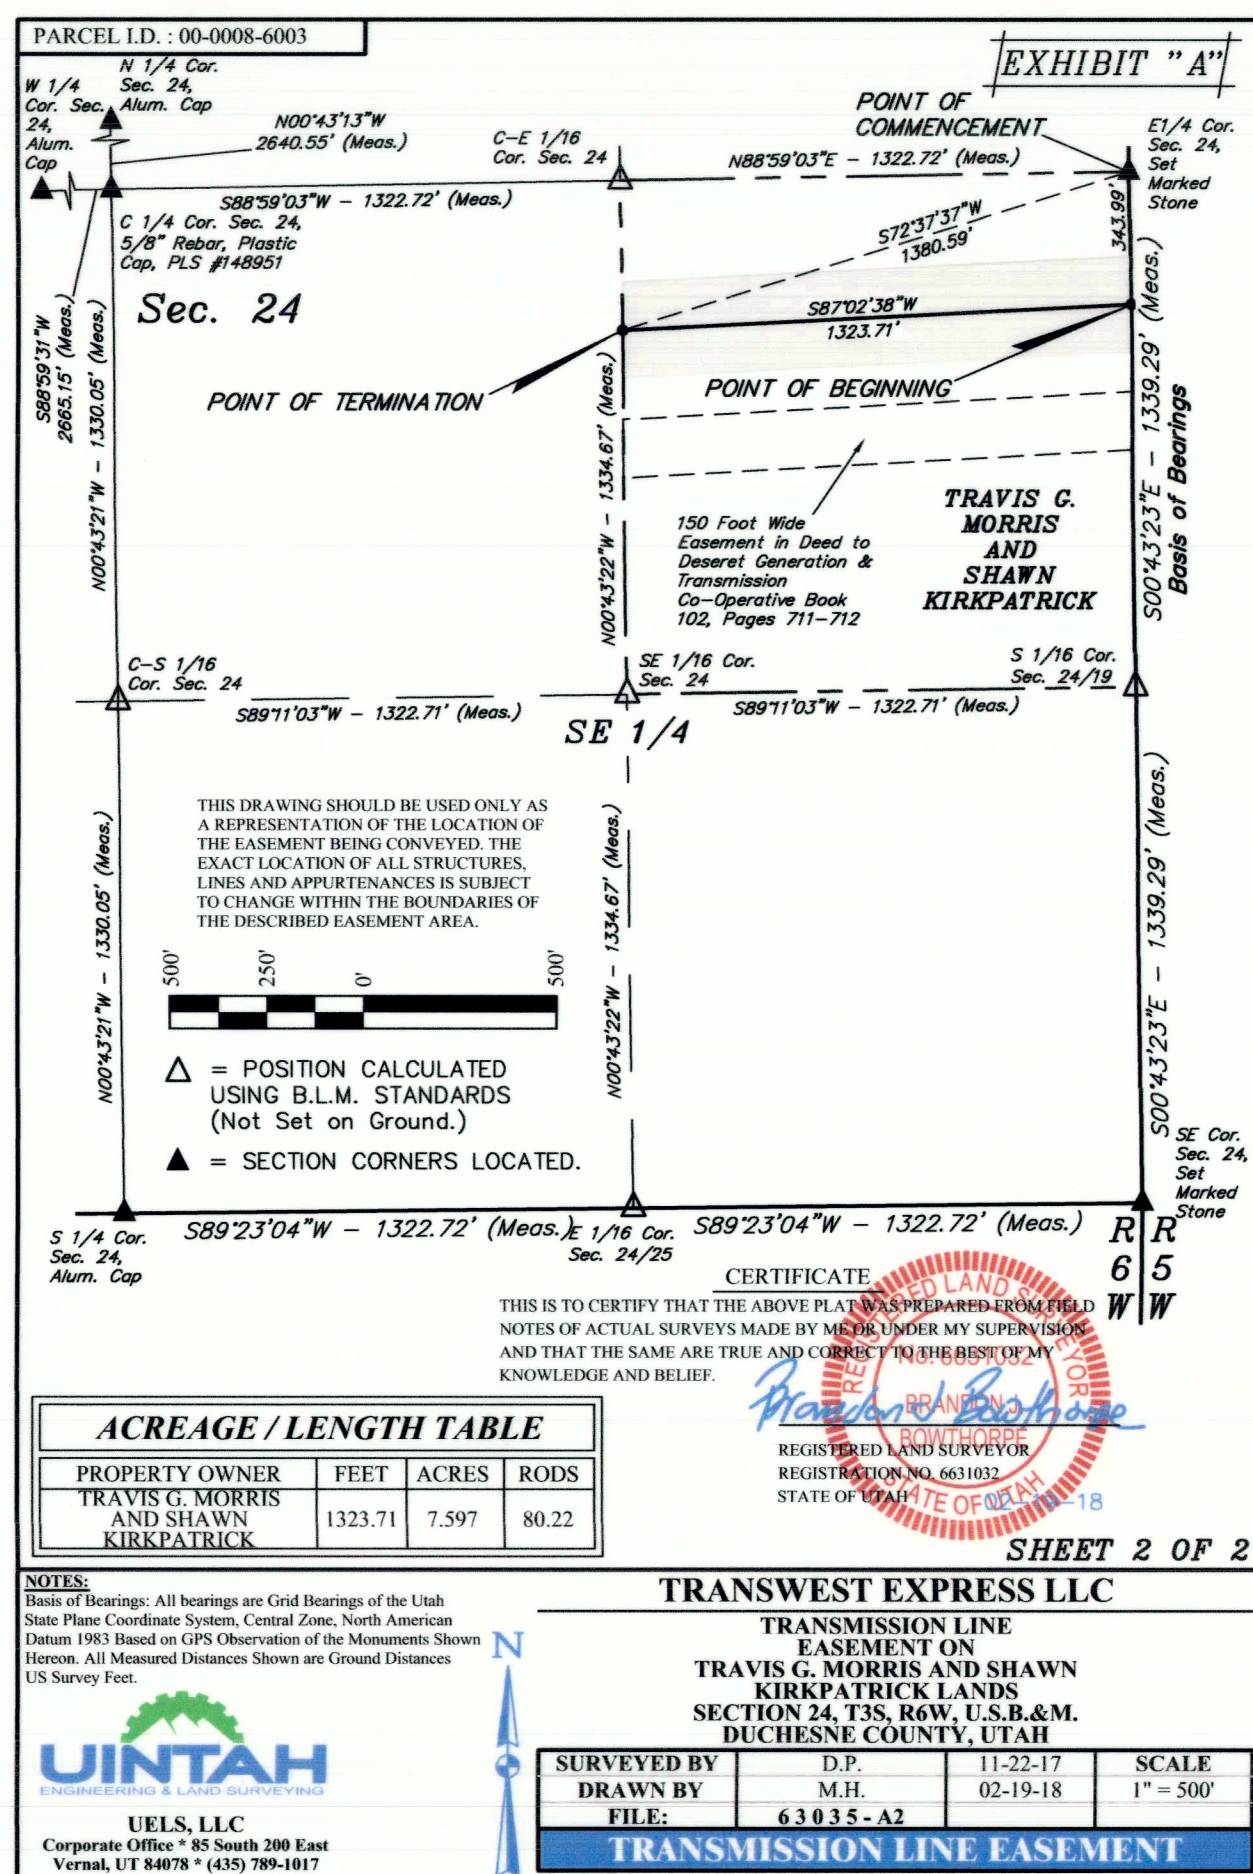 PARCEL I.D. : 00-0008-6003
EXHIBIT "A"
W 1/4
Cor. Sec.
24,
Alum.
Cap
N 1/4 Cor.
Sec. 24,
Alum. Cap
N00°43'13"W
2640.55' (Meas.)
C-E 1/16
Cor. Sec. 24
POINT OF
COMMENCEMENT
N88°59'03"E - 1322.72' (Meas.)
E1/4 Cor.
Sec. 24,
Set
Marked
Stone
S88°59'03"W - 1322.72' (Meas.)
C 1/4 Cor. Sec. 24,
5/8" Rebar, Plastic
Cap, PLS #148951
S72°37'37"W
1380.59'
343.99'
Sec. 24
S88°59'31"W
2665.15' (Meas.)
N00°43'21"W - 1330.05' (Meas.)
S87°02'38"W
1323.71'
POINT OF TERMINATION
POINT OF BEGINNING
N00°43'22"W - 1334.67' (Meas.)
S00°43'23"E - 1339.29' (Meas.)
Basis of Bearings
150 Foot Wide
Easement in Deed to
Deseret Generation &
Transmission
Co-Operative Book
102, Pages 711-712
TRAVIS G.
MORRIS
AND
SHAWN
KIRKPATRICK
C-S 1/16
Cor. Sec. 24
SE 1/16 Cor.
Sec. 24
S 1/16 Cor.
Sec. 24/19
S89°11'03"W - 1322.71' (Meas.)
S89°11'03"W - 1322.71' (Meas.)
SE 1/4
THIS DRAWING SHOULD BE USED ONLY AS
A REPRESENTATION OF THE LOCATION OF
THE EASEMENT BEING CONVEYED. THE
EXACT LOCATION OF ALL STRUCTURES,
LINES AND APPURTENANCES IS SUBJECT
TO CHANGE WITHIN THE BOUNDARIES OF
THE DESCRIBED EASEMENT AREA.
N00°43'21"W - 1330.05' (Meas.)
N00°43'22"W - 1334.67' (Meas.)
S00°43'23"E - 1339.29' (Meas.)
500' 250' 0' 500'
= POSITION CALCULATED
USING B.L.M. STANDARDS
(Not Set on Ground.)
= SECTION CORNERS LOCATED.
SE Cor.
Sec. 24,
Set
Marked
Stone
S 1/4 Cor.
Sec. 24,
Alum. Cap
S89°23'04"W - 1322.72' (Meas.)
E 1/16 Cor.
Sec. 24/25
S89°23'04"W - 1322.72' (Meas.)
R R
6 5
W W
CERTIFICATE
THIS IS TO CERTIFY THAT THE ABOVE PLAT WAS PREPARED FROM FIELD
NOTES OF ACTUAL SURVEYS MADE BY ME OR UNDER MY SUPERVISION
AND THAT THE SAME ARE TRUE AND CORRECT TO THE BEST OF MY
KNOWLEDGE AND BELIEF.
REGISTERED LAND SURVEYOR
No. 6631032
BRANDON J.
BOWTHORPE
STATE OF UTAH
Brandon J Bowthorpe
REGISTERED LAND SURVEYOR
REGISTRATION NO. 6631032
STATE OF UTAH
ACREAGE / LENGTH TABLE
PROPERTY OWNER FEET ACRES RODS
TRAVIS G. MORRIS
AND SHAWN
KIRKPATRICK
1323.71 7.597 80.22
SHEET 2 OF 2
NOTES:
Basis of Bearings: All bearings are Grid Bearings of the Utah
State Plane Coordinate System, Central Zone, North American
Datum 1983 Based on GPS Observation of the Monuments Shown
Hereon. All Measured Distances Shown are Ground Distances
US Survey Feet.
N
UINTAH
ENGINEERING & LAND SURVEYING
UELS, LLC
Corporate Office * 85 South 200 East
Vernal, UT 84078 * (435) 789-1017
TRANSWEST EXPRESS LLC
TRANSMISSION LINE
EASEMENT ON
TRAVIS G. MORRIS AND SHAWN
KIRKPATRICK LANDS
SECTION 24, T3S, R6W, U.S.B.&M.
DUCHESNE COUNTY, UTAH
SURVEYED BY D.P. 11-22-17 SCALE
DRAWN BY M.H. 02-19-18 1" = 500'
FILE: 63035-A2
TRANSMISSION LINE EASEMENT